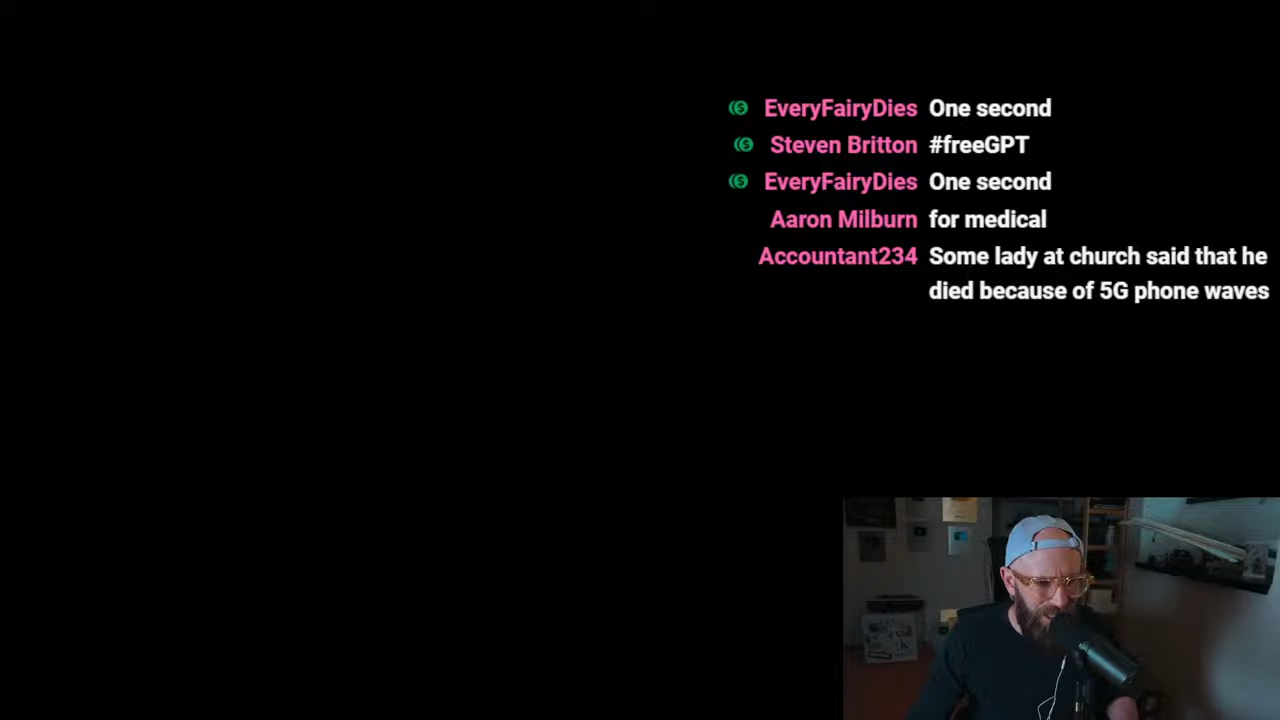 EveryFairyDies One second
Steven Britton #freeGPT
EveryFairyDies One second
Aaron Milburn for medical
Accountant234 Some lady at church said that he
died because of 5G phone waves